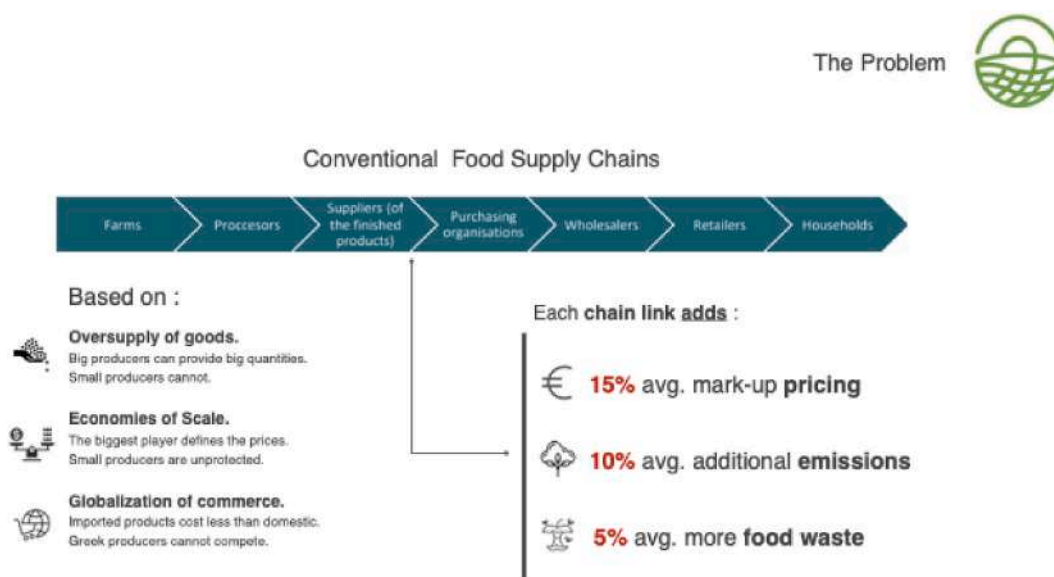 The Problem
Conventional Food Supply Chains
Farms
Proccesors
Suppliers (of
the finished
products)
Purchasing
organisations
Wholesalers
Retailers
Households
Based on :
Oversupply of goods.
Big producers can provide big quantities.
Small producers cannot.
Economies of Scale.
The biggest player defines the prices.
Small producers are unprotected.
Globalization of commerce.
Imported products cost less than domestic.
Greek producers cannot compete.
Each chain link adds :
€ 15% avg. mark-up pricing
10% avg. additional emissions
5% avg. more food waste